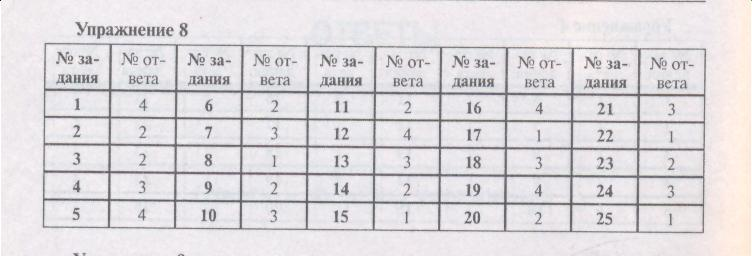 Упражнение 8
№ за- № от- № за- № от- № за- № от- № за- № от- № за- № от-
дания вета дания вета дания вета дания вета дания вета
1 4 6 2 11 2 16 4 21 3
2 2 7 3 12 4 17 1 22 1
3 2 8 1 13 3 18 3 23 2
4 3 9 2 14 2 19 4 24 3
5 4 10 3 15 1 20 2 25 1